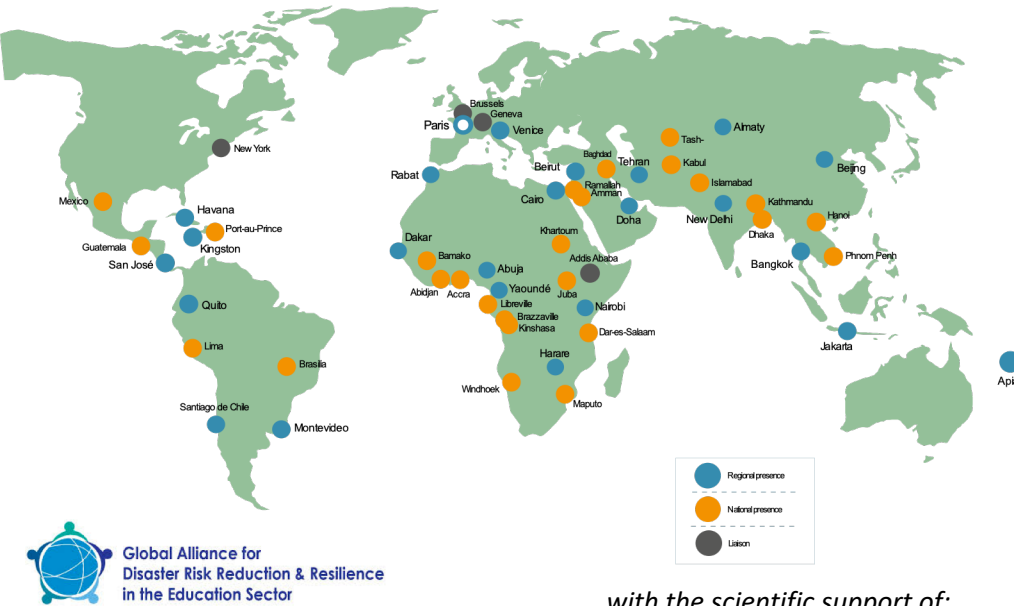 Brussels
Geneva
Paris
Venice
Almaty
Tash-
New York
Baghdad
Tehran
Kabul
Beijing
Beirut
Rabat
Islamabad
Ramallah
Amman
Mexico
Cairo
Kathmandu
Havana
New Delhi
Hanoi
Doha
Port-au-Prince
Khartoum
Dhaka
Dakar
Guatemala
Kingston
Bamako
Addis Ababa
Phnom Penh
San José
Abuja
Bangkok
Yaoundé
Abidjan
Accra
Juba
Quito
Libreville
Nairobi
Brazzaville
Kinshasa
Dar-es-Salaam
Lima
Jakarta
Harare
Brasilia
Apia
Windhoek
Maputo
Santiago de Chile
Montevideo
Regional presence
National presence
Liaison
Global Alliance for
Disaster Risk Reduction & Resilience
in the Education Sector
with the scientific support of: